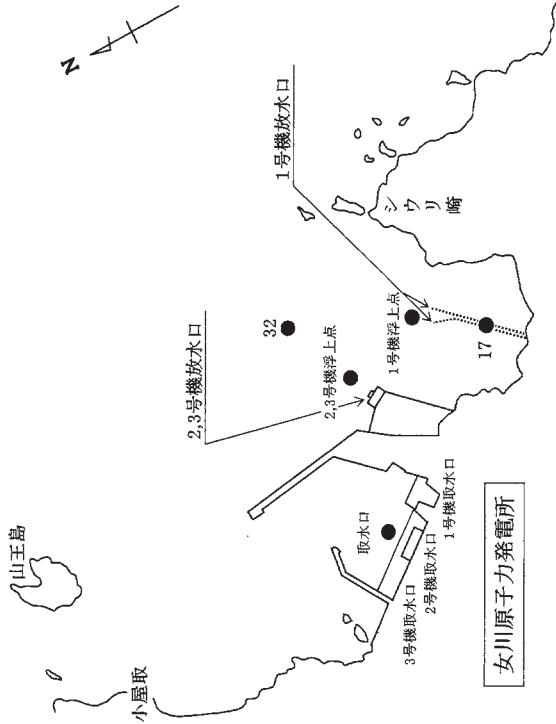 N
山王島
小屋取
1号機放水口
2,3号機放水口
32
2,3号機浮上点
1号機浮上点
17
シウリ崎
取水口
1号機取水口
2号機取水口
3号機取水口
女川原子力発電所